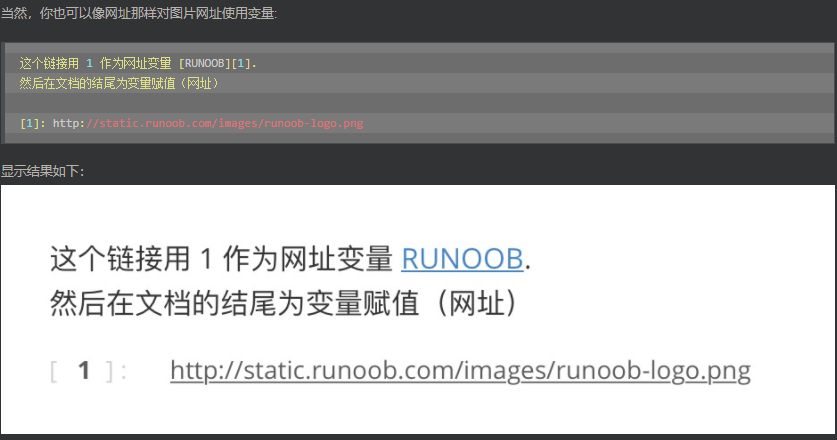 当然，你也可以像网址那样对图片网址使用变量:
这个链接用 1 作为网址变量 [RUNOOB][1].
然后在文档的结尾为变量赋值（网址）
[1]: http://static.runoob.com/images/runoob-logo.png
显示结果如下:
这个链接用 1 作为网址变量 RUNOOB.
然后在文档的结尾为变量赋值（网址）
[ 1 ]: http://static.runoob.com/images/runoob-logo.png